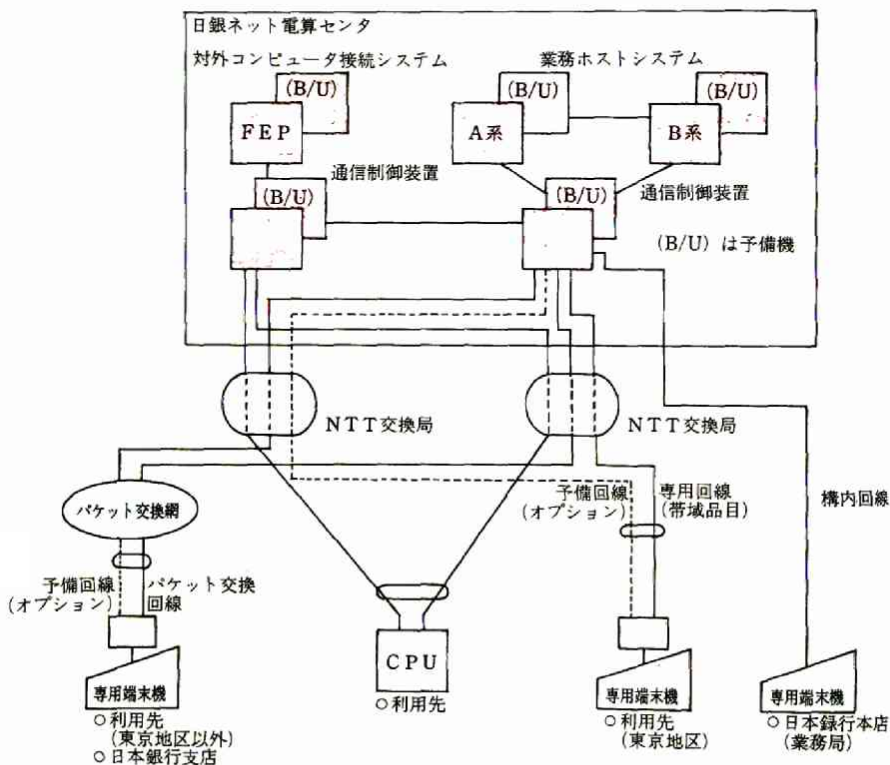 日銀ネット電算センタ
対外コンピュータ接続システム
業務ホストシステム
(B/U)
(B/U)
(B/U)
FEP
A系
B系
通信制御装置
(B/U)
(B/U)
通信制御装置
(B/U) は予備機
NTT交換局
NTT交換局
パケット交換網
予備回線
(オプション)
専用回線
(帯域品目)
構内回線
予備回線
(オプション)
パケット交換
回線
CPU
専用端末機
○利用先
(東京地区以外)
○日本銀行支店
○利用先
専用端末機
○利用先
(東京地区)
専用端末機
○日本銀行本店
(業務局)